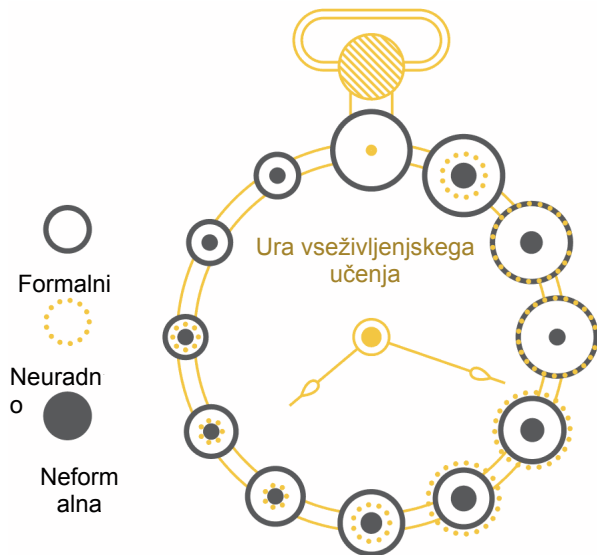 Ura vseživljenjskega
učenja
Formalni
Neuradn
o
Neform
alna